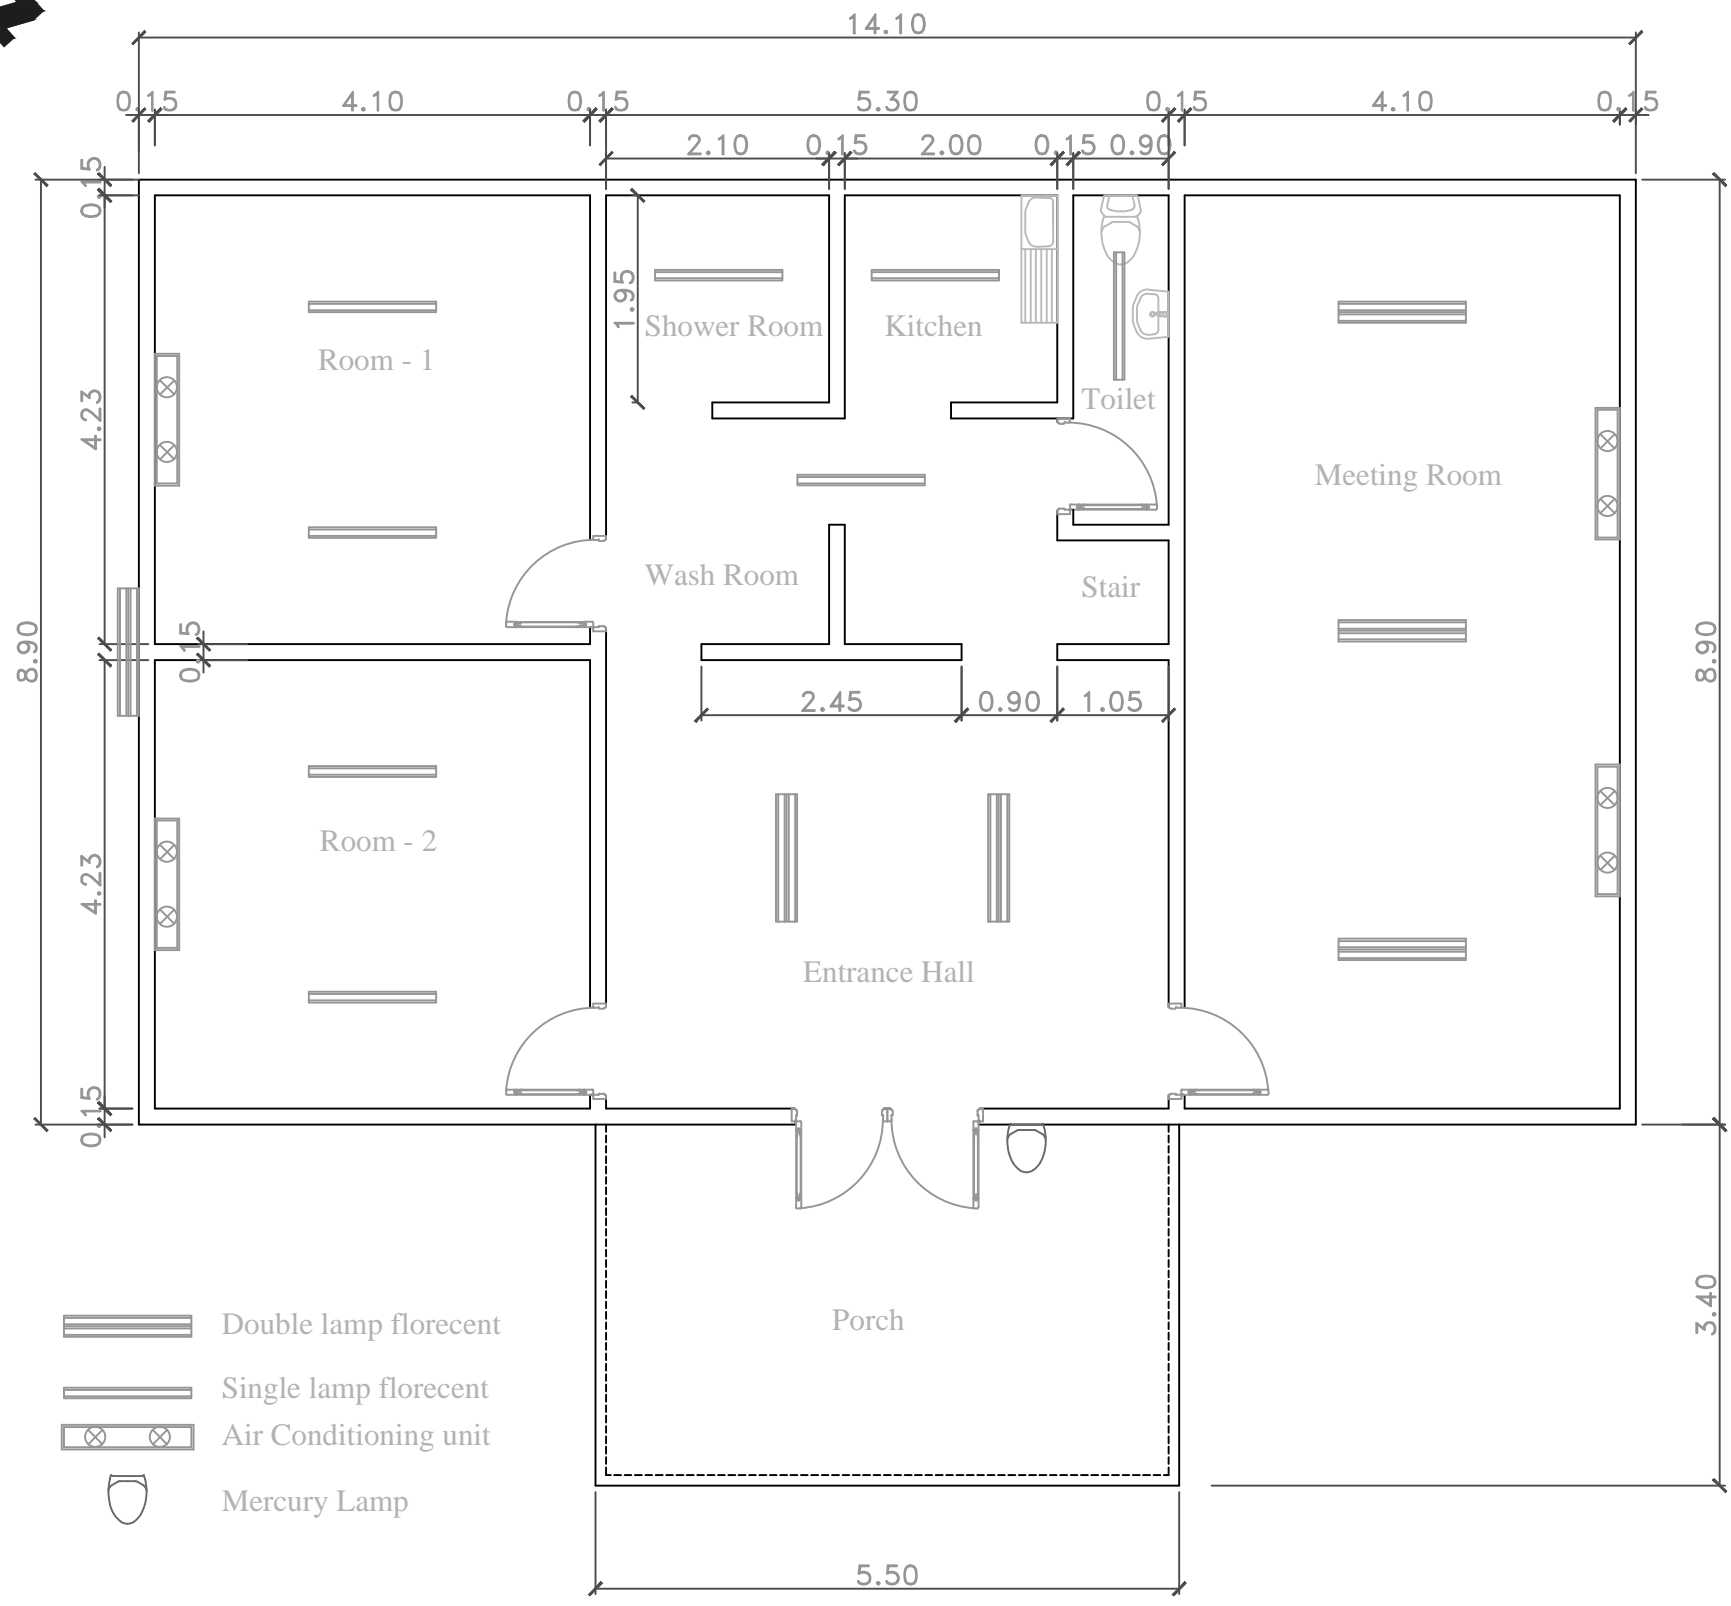 14.10
0.15 4.10 0.15 5.30 0.15 4.10 0.15
2.10 0.15 2.00 0.15 0.90
0.15
1.95
Shower Room
Kitchen
Room - 1
Toilet
4.23
Meeting Room
Wash Room
Stair
8.90
0.15
8.90
2.45 0.90 1.05
Room - 2
4.23
Entrance Hall
0.15
Porch
3.40
Double lamp florecent
Single lamp florecent
Air Conditioning unit
Mercury Lamp
5.50